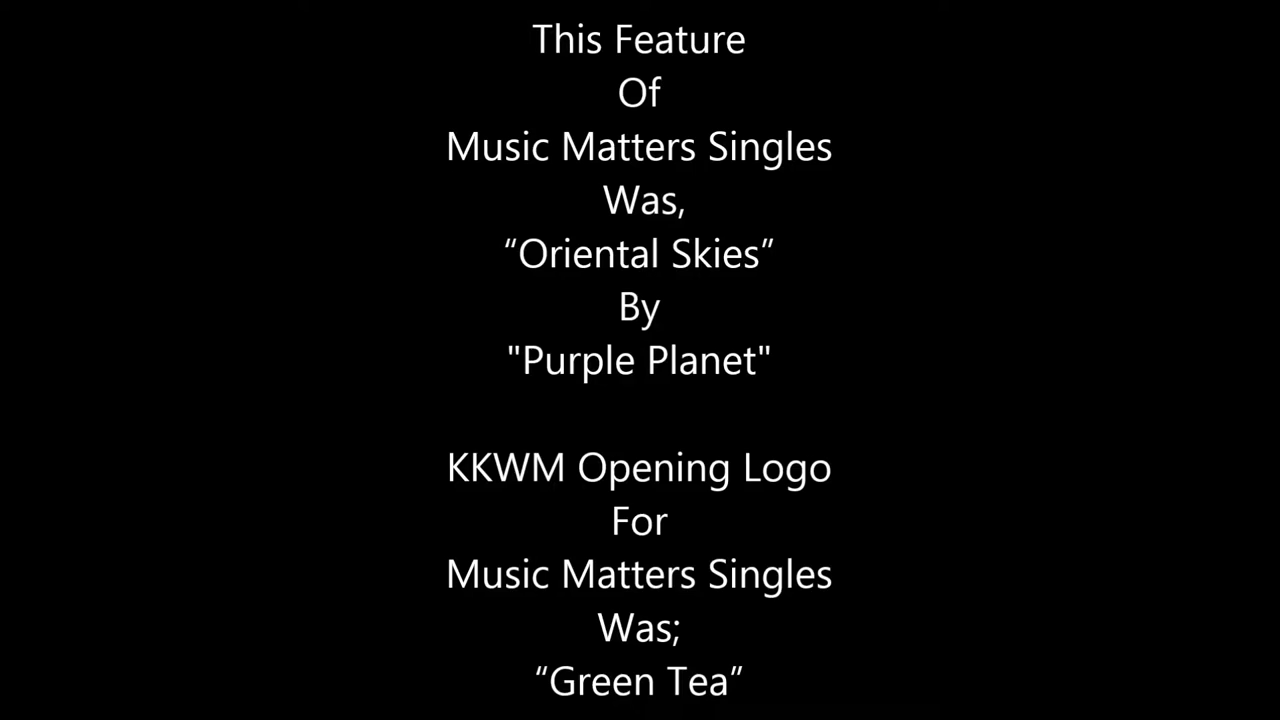 This Feature
Of
Music Matters Singles
Was,
“Oriental Skies”
By
"Purple Planet"
KKWM Opening Logo
For
Music Matters Singles
Was;
“Green Tea”